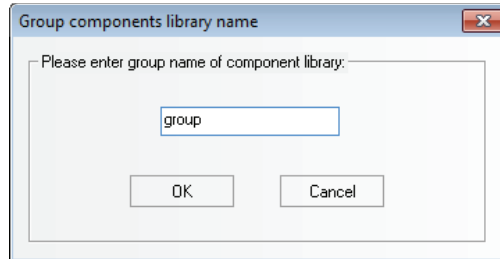 Group components library name
Please enter group name of component library:
group
OK
Cancel